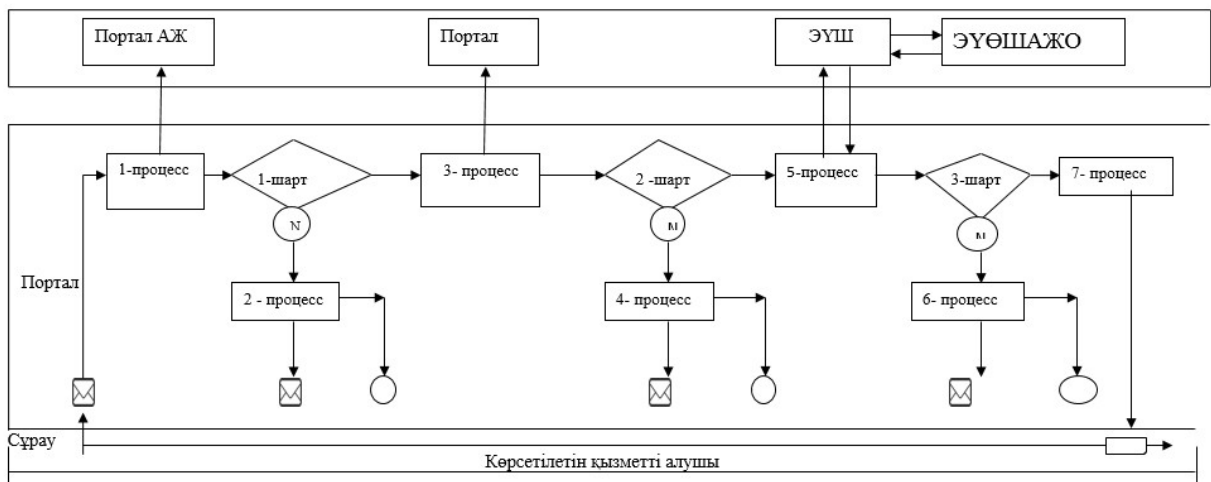 Портал АЖ
Портал
ЭҮШ
ЭҮӨШАЖО
1-процесс
1-шарт
3- процесс
2 -шарт
5-процесс
3-шарт
7- процесс
N
N
N
Портал
2 - процесс
4- процесс
6- процесс
Сұрау
Көрсетілетін қызметті алушы